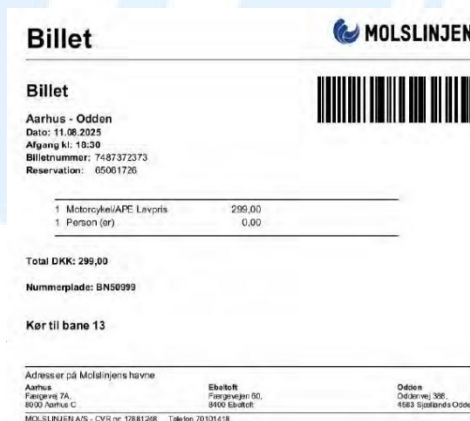 Billet
MOLSLINJEN
Billet
Aarhus - Odden
Dato: 11.08.2025
Afgang kl: 18:30
Billetnummer: 7487372373
Reservation: 65061726
1 Motorcykel/APE Lavpris 299,00
1 Person (er) 0,00
Total DKK: 299,00
Nummerplade: BN50999
Kør til bane 13
Adresser på Molslinjens havne
Aarhus Ebeltoft Odden
Færgevej 7A, Færgevejen 60, Oddenvej 388,
8000 Aarhus C 8400 Ebeltoft 4583 Sjællands Odde
MOLSLINJEN A/S - CVR nr. 17881248 Telefon 70101418